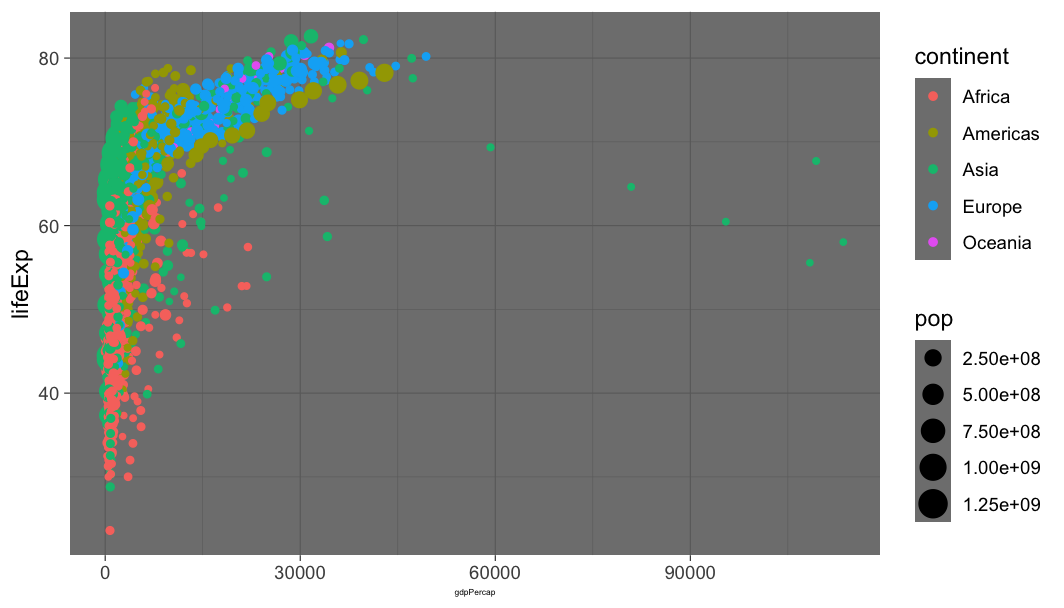 lifeExp
80
60
40
0
30000
60000
90000
gdpPercap
continent
Africa
Americas
Asia
Europe
Oceania
pop
2.50e+08
5.00e+08
7.50e+08
1.00e+09
1.25e+09